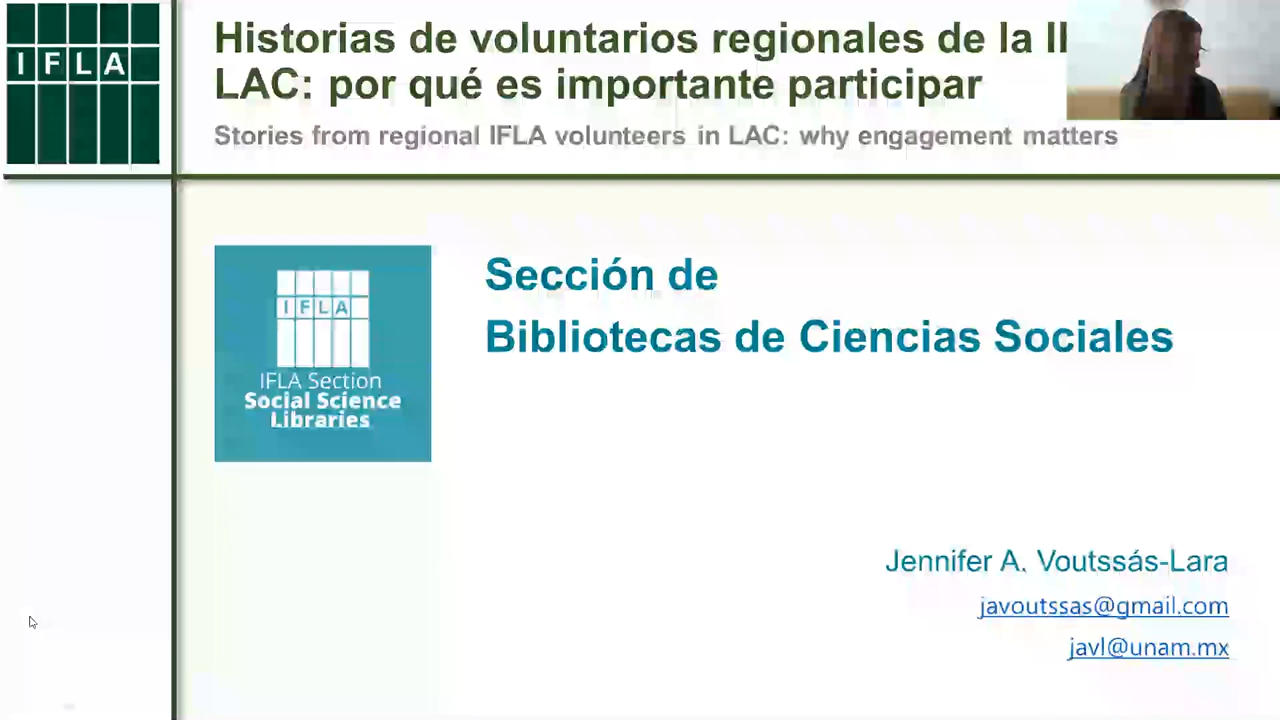 IFLA
Historias de voluntarios regionales de la
LAC: por qué es importante participar
Stories from regional IFLA volunteers in LAC: why engagement matters
IFLA
IFLA Section
Social Science
Libraries
Sección de
Bibliotecas de Ciencias Sociales
Jennifer A. Voutssás-Lara
javoutssas@gmail.com
javl@unam.mx